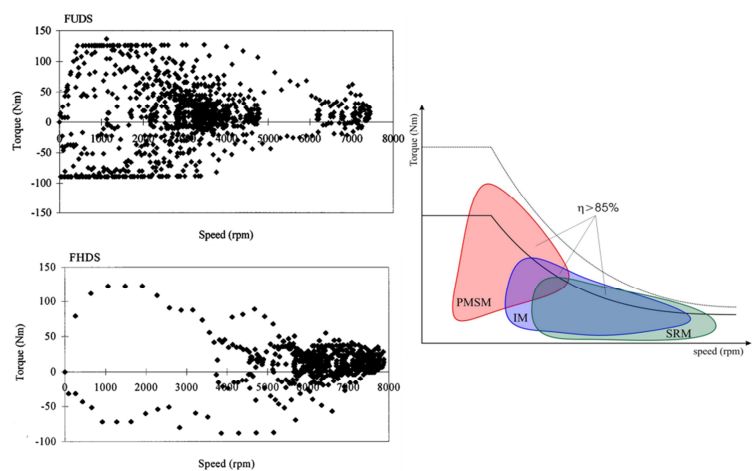 FUDS
150
100
50
0
-50
-100
-150
0 1000 2000 3000 4000 5000 6000 7000 8000
Torque (Nm)
Speed (rpm)
FHDS
150
100
50
0
-50
-100
0 1000 2000 3000 4000 5000 6000 7000 8000
Torque (Nm)
Speed (rpm)
Torque (Nm)
η>85%
PMSM
IM
SRM
speed (rpm)